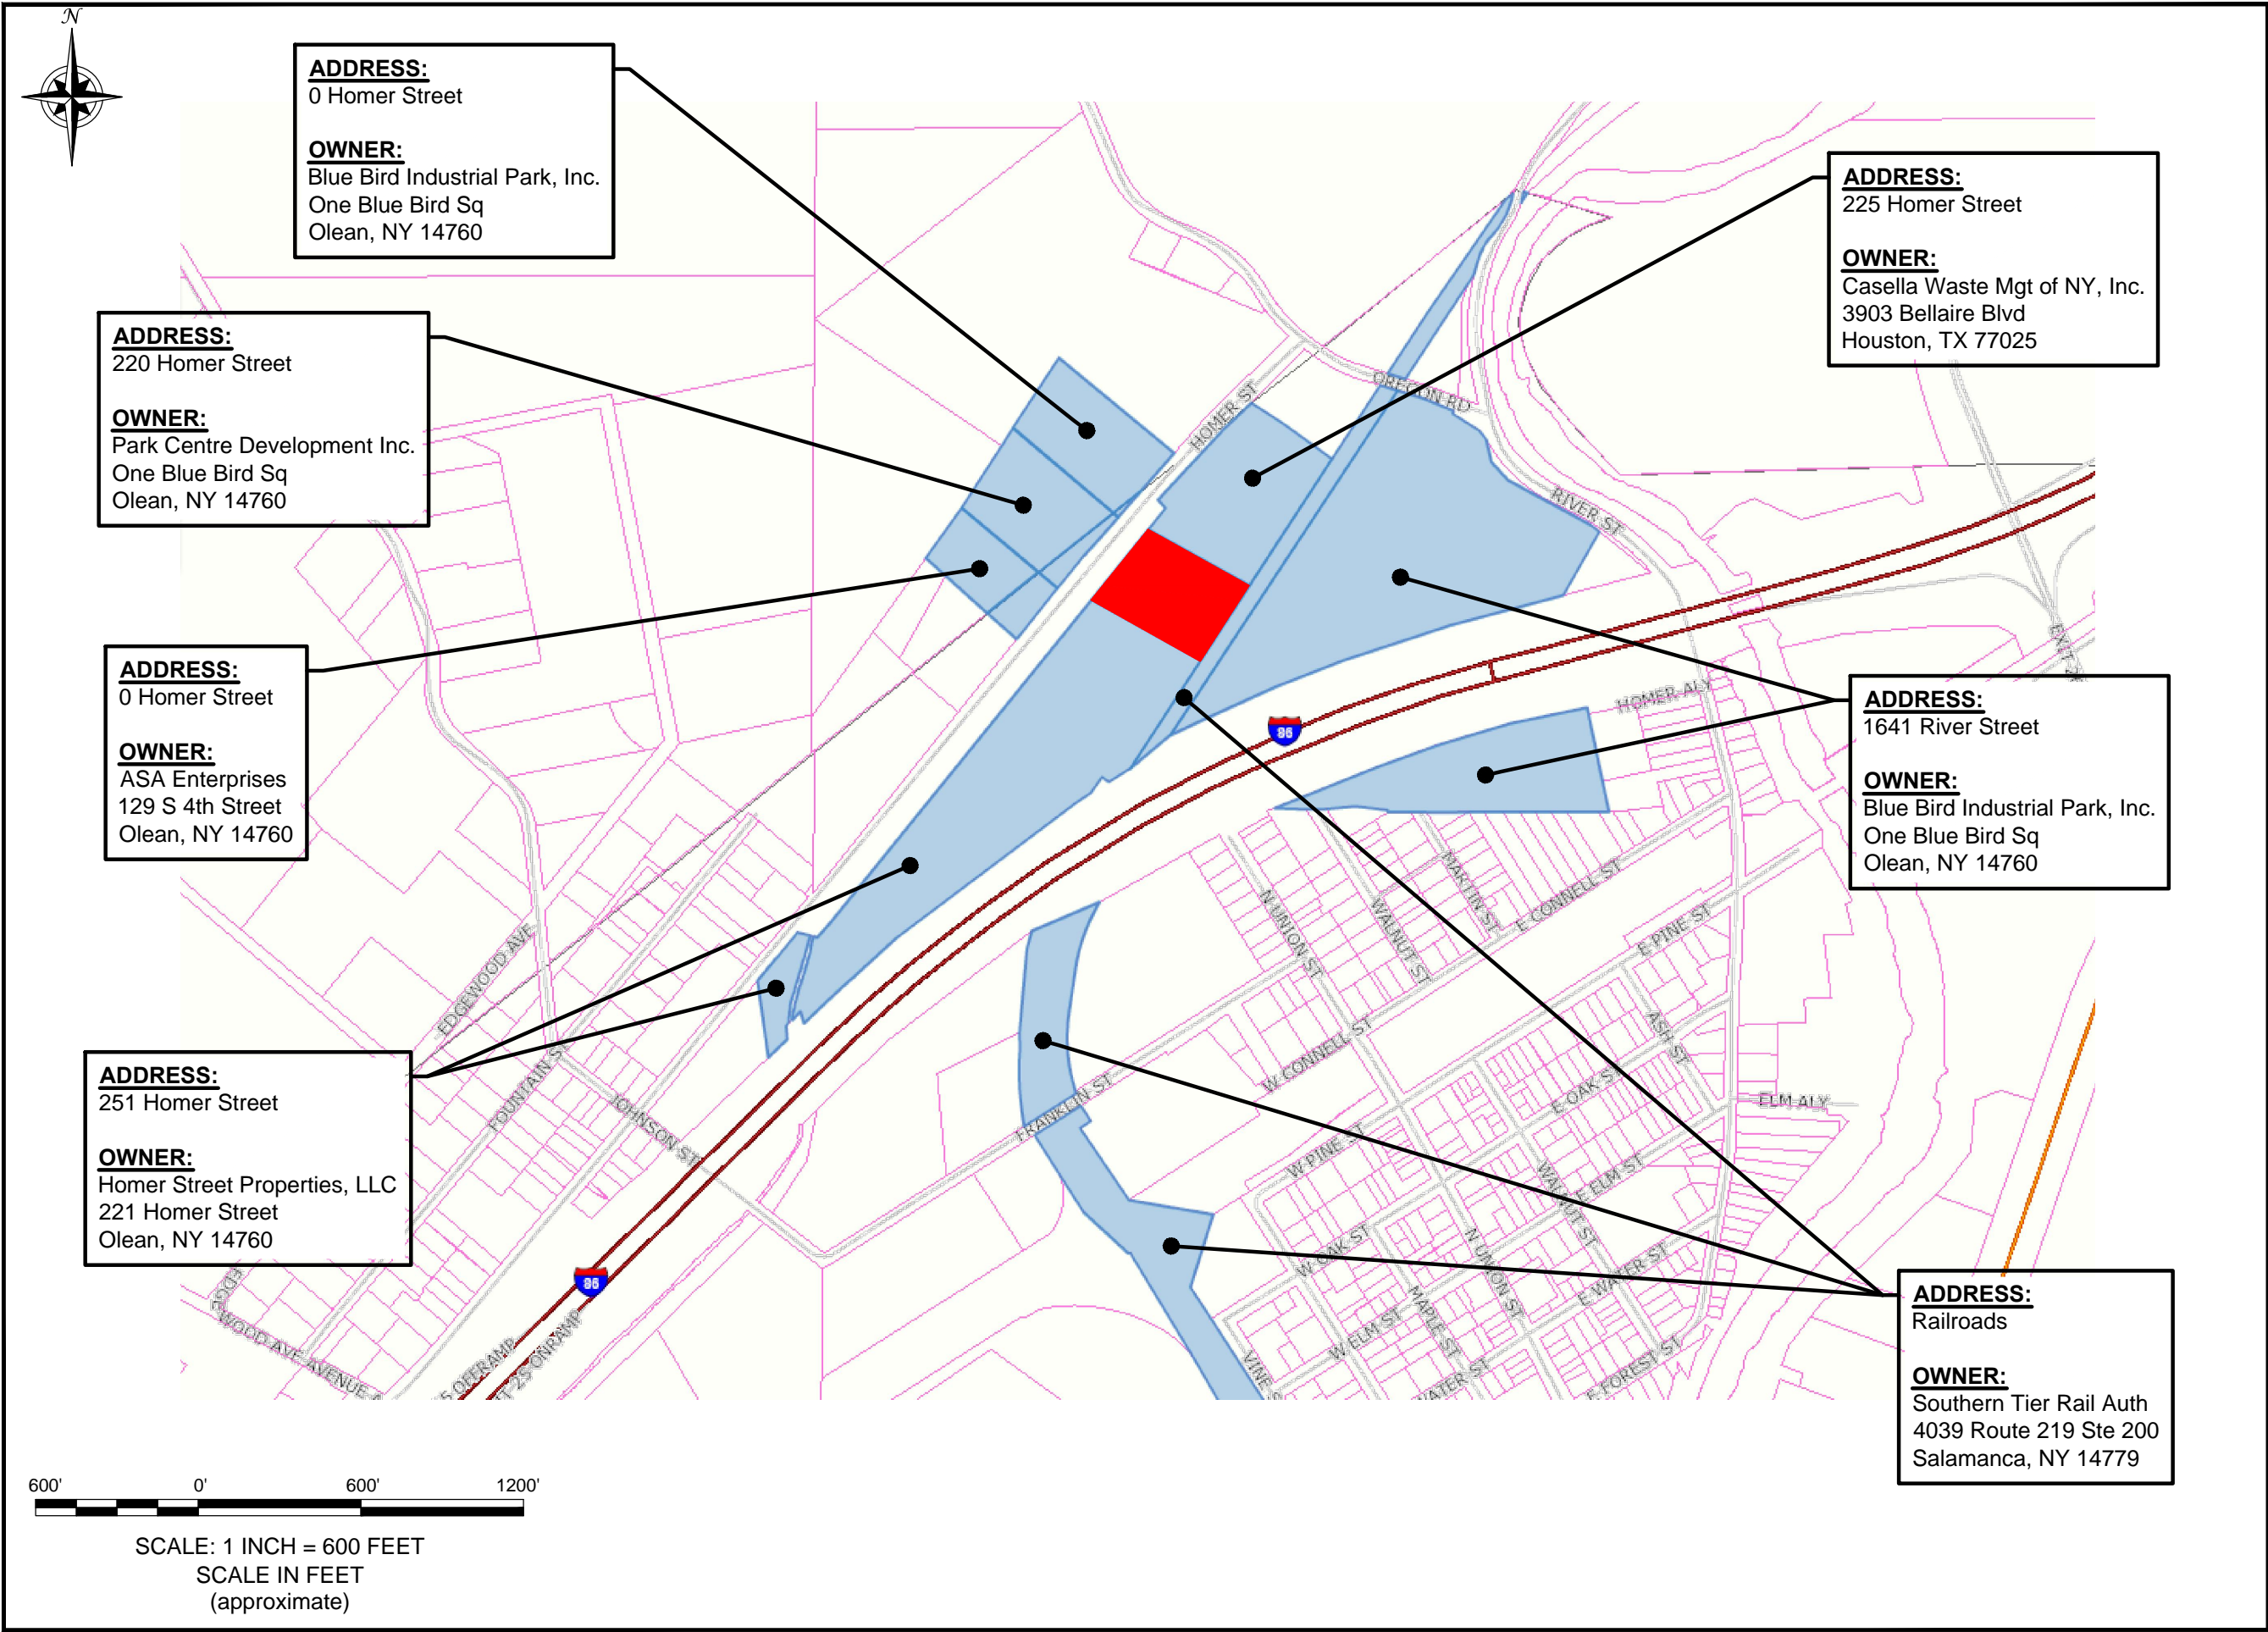 N
ADDRESS:
0 Homer Street
OWNER:
Blue Bird Industrial Park, Inc.
One Blue Bird Sq
Olean, NY 14760
ADDRESS:
225 Homer Street
OWNER:
Casella Waste Mgt of NY, Inc.
3903 Bellaire Blvd
Houston, TX 77025
ADDRESS:
220 Homer Street
OWNER:
Park Centre Development Inc.
One Blue Bird Sq
Olean, NY 14760
ADDRESS:
0 Homer Street
OWNER:
ASA Enterprises
129 S 4th Street
Olean, NY 14760
ADDRESS:
1641 River Street
OWNER:
Blue Bird Industrial Park, Inc.
One Blue Bird Sq
Olean, NY 14760
ADDRESS:
251 Homer Street
OWNER:
Homer Street Properties, LLC
221 Homer Street
Olean, NY 14760
ADDRESS:
Railroads
OWNER:
Southern Tier Rail Auth
4039 Route 219 Ste 200
Salamanca, NY 14779
HOMER ST
OREGON RD
RIVER ST
HOMER ALY
86
MARTIN ST
E CONNELL ST
WALNUT ST
N UNION ST
E PINE ST
EDGEWOOD AVE
FOUNTAIN S
JOHNSON ST
FRANKLIN ST
W CONNELL ST
ASH ST
E OAK ST
ELM ALY
W PINE ST
E ELM ST
WALNUT ST
W OAK ST
N UNION ST
E WATER ST
MAPLE ST
W ELM ST
E FOREST ST
86
WOOD AVE AVENUE
OFFRAMP
ONRAMP
600' 0' 600' 1200'
SCALE: 1 INCH = 600 FEET
SCALE IN FEET
(approximate)